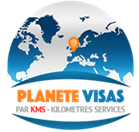 PLANETE VISAS
PAR KMS - KILOMETRES SERVICES